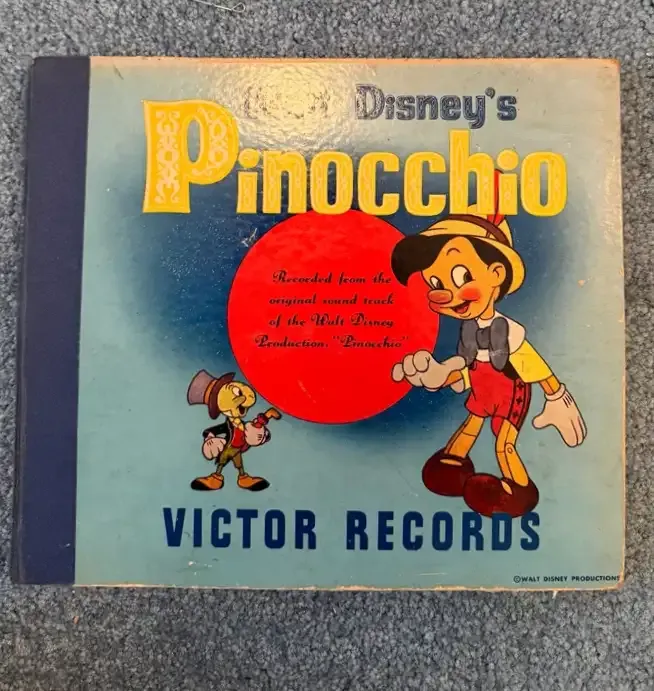 Walt Disney's
Pinocchio
Recorded from the
original sound track
of the Walt Disney
Production, "Pinocchio"
VICTOR RECORDS
©WALT DISNEY PRODUCTIONS